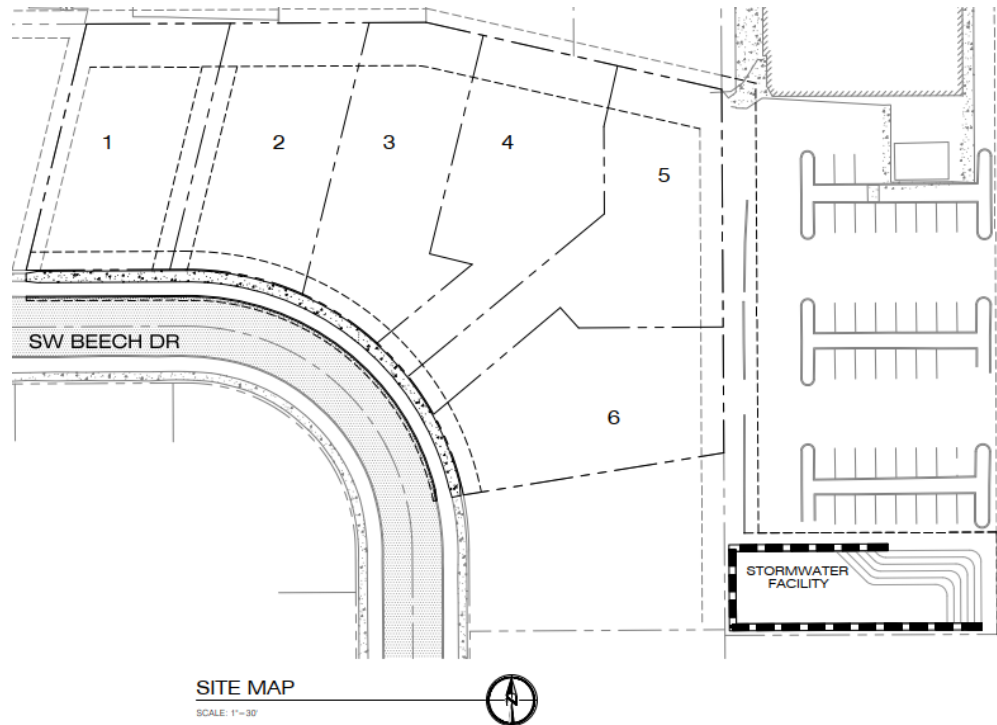 1
2
3
4
5
6
SW BEECH DR
STORMWATER
FACILITY
SITE MAP
SCALE: 1"=30'
N